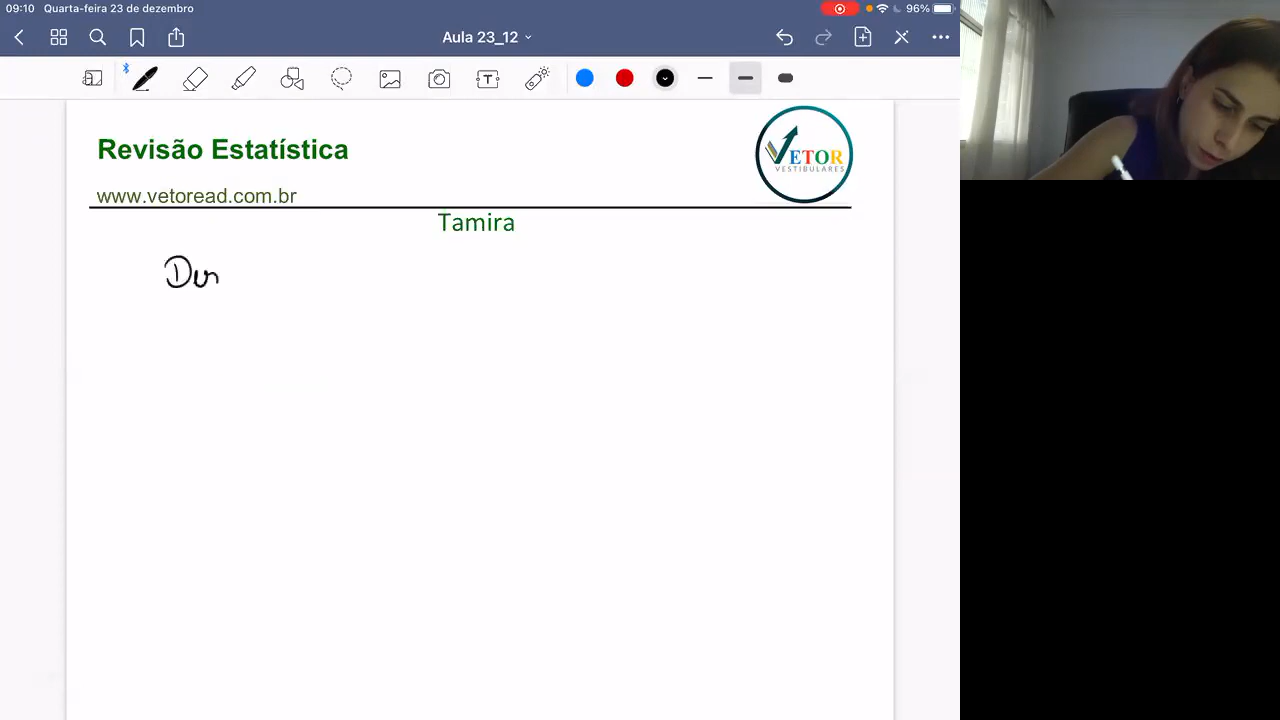 09:10 Quarta-feira 23 de dezembro 96%
Aula 23_12
T
Revisão Estatística
VETOR
VESTIBULARES
www.vetoread.com.br
Tamira